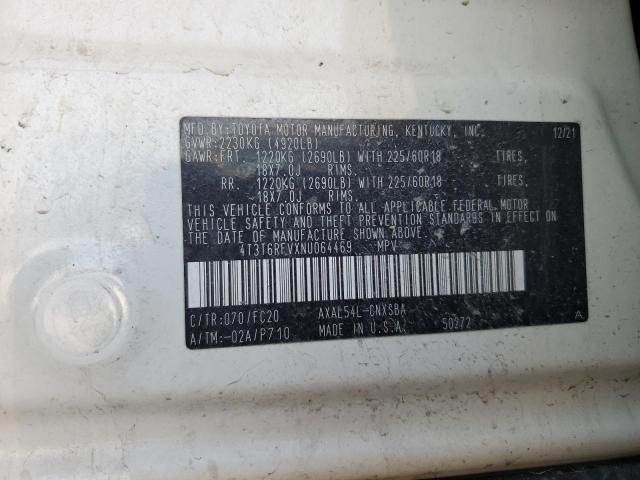 MFD. BY:TOYOTA MOTOR MANUFACTURING, KENTUCKY, INC. 12/21
GVWR:2230KG (4920LB)
GAWR:FRT. 1220KG (2690LB) WITH 225/60R18 TIRES,
18X7.0J RIMS.
RR. 1220KG (2690LB) WITH 225/60R18 TIRES,
18X7.0J RIMS.
THIS VEHICLE CONFORMS TO ALL APPLICABLE FEDERAL MOTOR
VEHICLE SAFETY AND THEFT PREVENTION STANDARDS IN EFFECT ON
THE DATE OF MANUFACTURE SHOWN ABOVE.
4T3T6RFVXNU064469 MPV
C/TR:070/FC20 AXAL54L-CNXSBA
A/TM:-02A/P710 MADE IN U.S.A. 50272 A